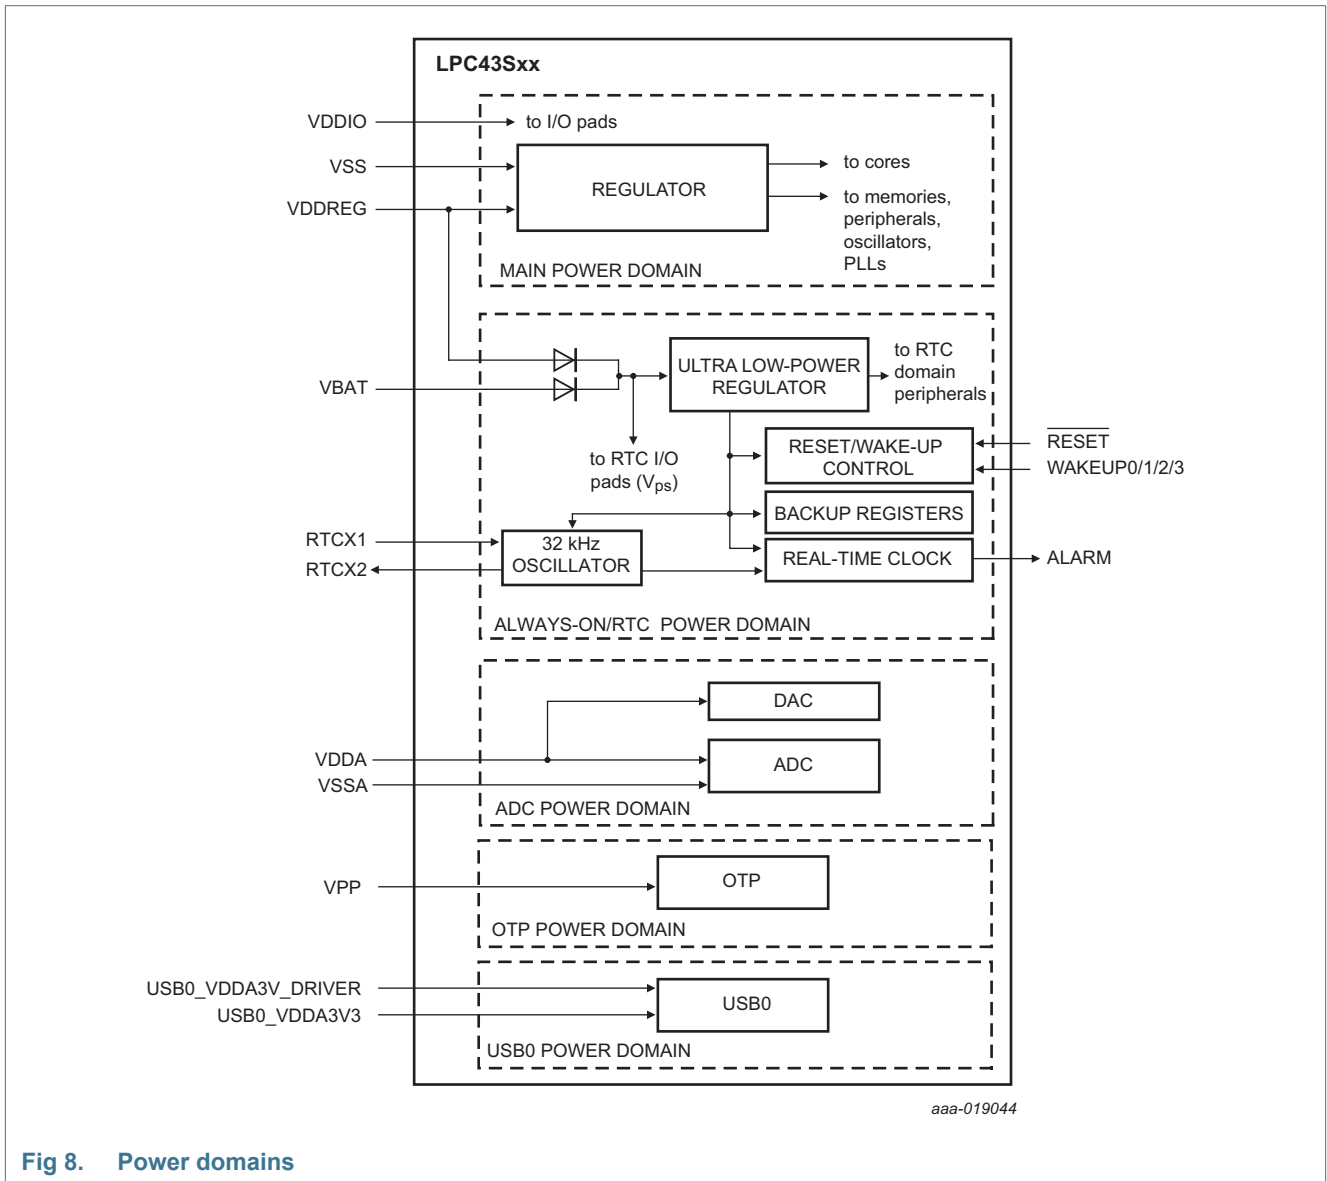 LPC43Sxx
VDDIO
to I/O pads
VSS
VDDREG
REGULATOR
to cores
to memories,
peripherals,
oscillators,
PLLs
MAIN POWER DOMAIN
VBAT
ULTRA LOW-POWER
REGULATOR
to RTC
domain
peripherals
to RTC I/O
pads (Vps)
RESET/WAKE-UP
CONTROL
RESET
WAKEUP0/1/2/3
BACKUP REGISTERS
RTCX1
RTCX2
32 kHz
OSCILLATOR
REAL-TIME CLOCK
ALARM
ALWAYS-ON/RTC POWER DOMAIN
DAC
VDDA
VSSA
ADC
ADC POWER DOMAIN
VPP
OTP
OTP POWER DOMAIN
USB0_VDDA3V_DRIVER
USB0_VDDA3V3
USB0
USB0 POWER DOMAIN
aaa-019044
Fig 8. Power domains